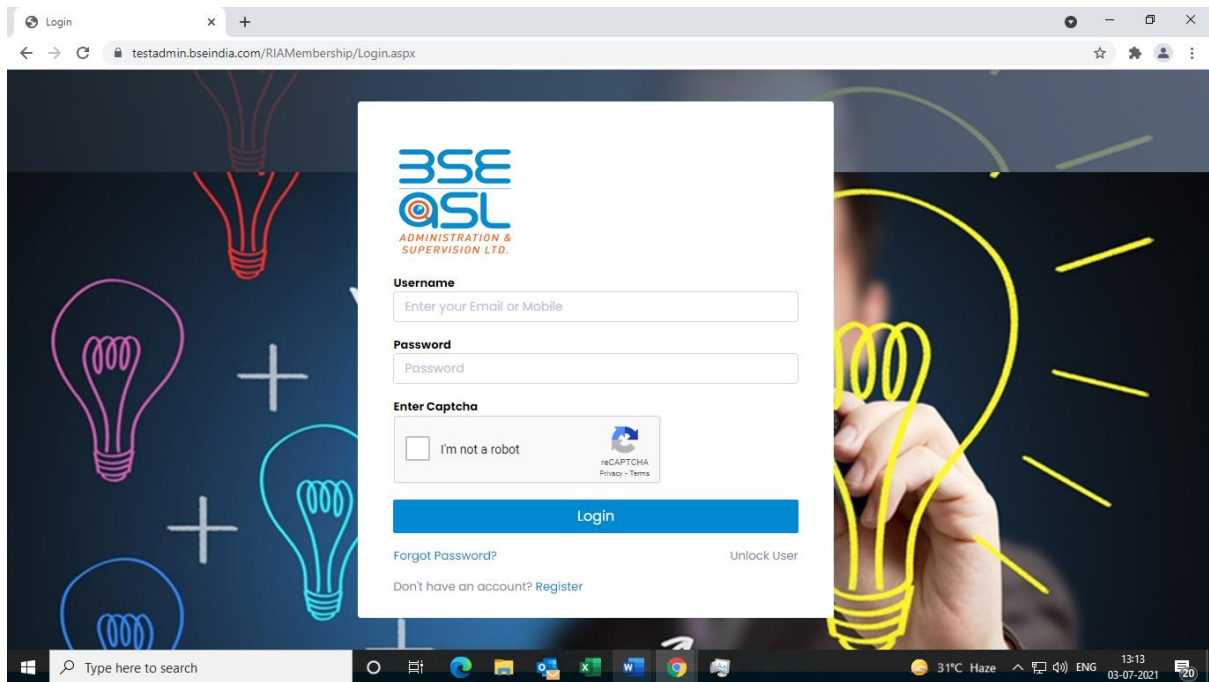 Login
testadmin.bseindia.com/RIAMembership/Login.aspx
BSE
ASL
ADMINISTRATION &
SUPERVISION LTD.
Username
Enter your Email or Mobile
Password
Password
Enter Captcha
I'm not a robot
reCAPTCHA
Privacy - Terms
Login
Forgot Password?
Unlock User
Don't have an account? Register
Type here to search
31°C Haze
ENG
13:13
03-07-2021
20